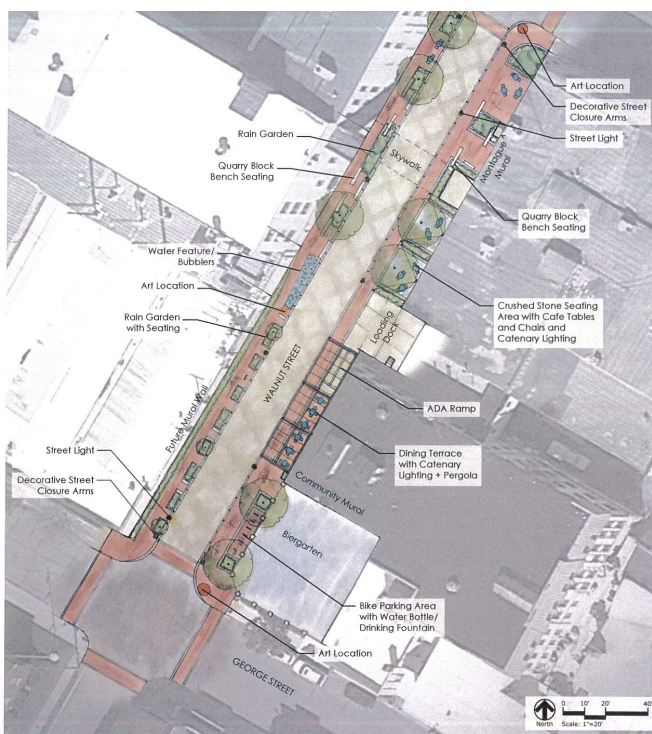 Art Location
Decorative Street
Closure Arms
Street Light
Rain Garden
Skywalk
Montague
Mural
Quarry Block
Bench Seating
Quarry Block
Bench Seating
Water Feature/
Bubblers
Art Location
Rain Garden
with Seating
Crushed Stone Seating
Area with Cafe Tables
and Chairs and
Catenary Lighting
Loading
Dock
WALNUT STREET
ADA Ramp
Future Mural Wall
Street Light
Dining Terrace
with Catenary
Lighting + Pergola
Decorative Street
Closure Arms
Community Mural
Biergarten
Bike Parking Area
with Water Bottle/
Drinking Fountain
Art Location
GEORGE STREET
North
0 10' 20' 40'
Scale: 1"=20'